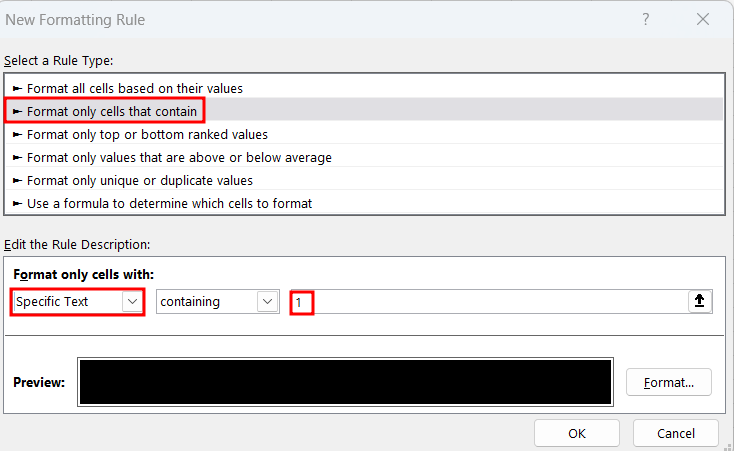 New Formatting Rule ?
Select a Rule Type:
► Format all cells based on their values
► Format only cells that contain
► Format only top or bottom ranked values
► Format only values that are above or below average
► Format only unique or duplicate values
► Use a formula to determine which cells to format
Edit the Rule Description:
Format only cells with:
Specific Text containing 1
Preview: Format...
OK Cancel